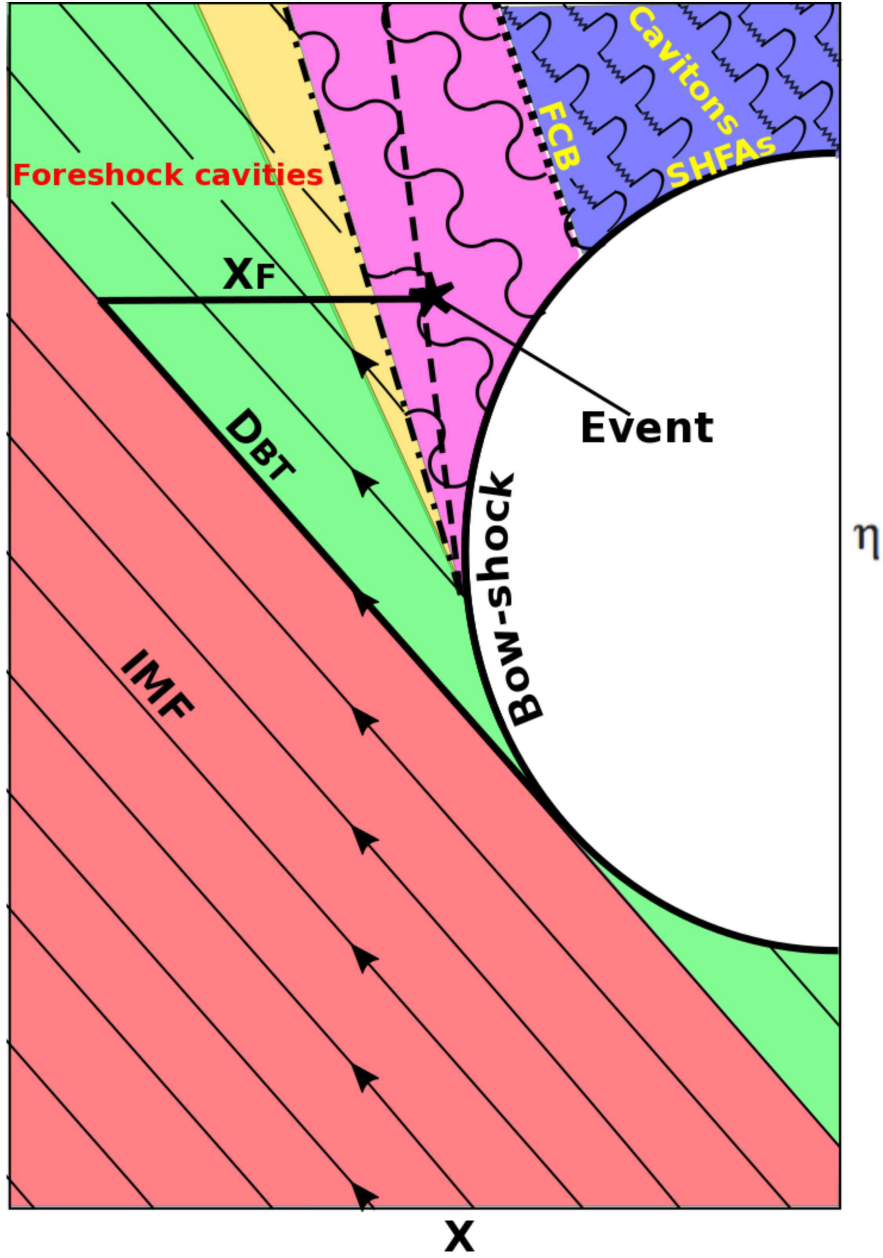 Cavitons
FCB
SHFAs
Foreshock cavities
XF
DBT
Event
Bow-shock
η
IMF
X